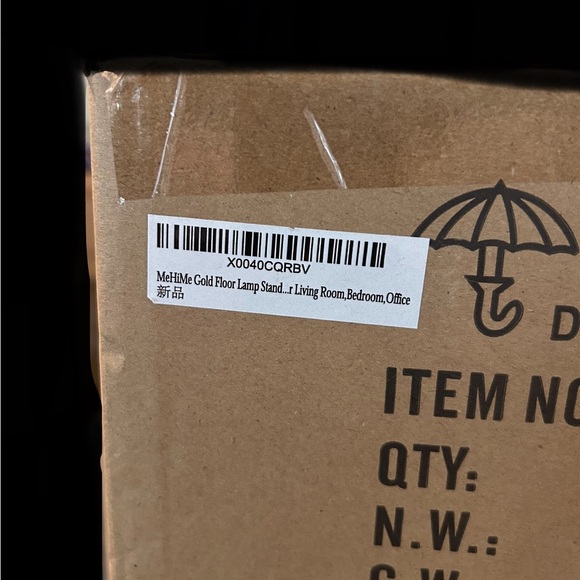 X0040CQRBV
MeHiMe Gold Floor Lamp Stand...r Living Room,Bedroom,Office
新品
D
ITEM NO
QTY:
N.W.:
G.W.